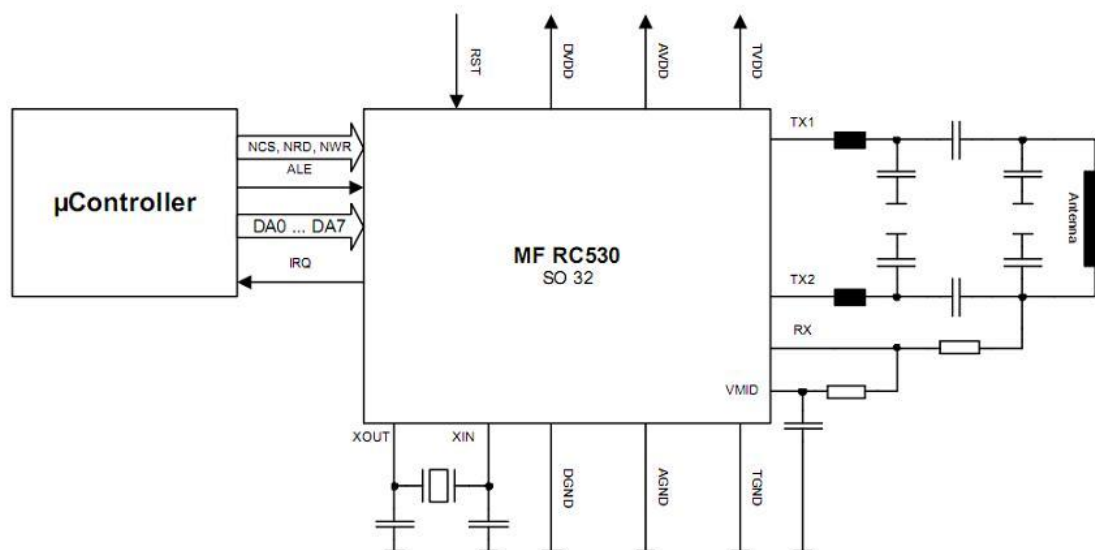 RST
DVDD
AVDD
TVDD
TX1
NCS, NRD, NWR
ALE
µController
DA0 ... DA7
IRQ
MF RC530
SO 32
Antenna
TX2
RX
VMID
XOUT
XIN
DGND
AGND
TGND